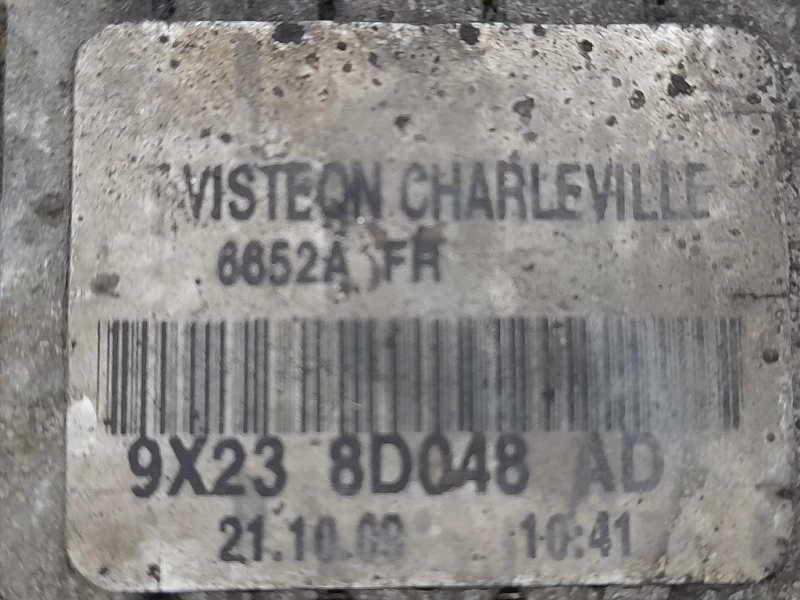 VISTEON CHARLEVILLE
6652A FR
9X23 8D048 AD
21.10.09 10:41